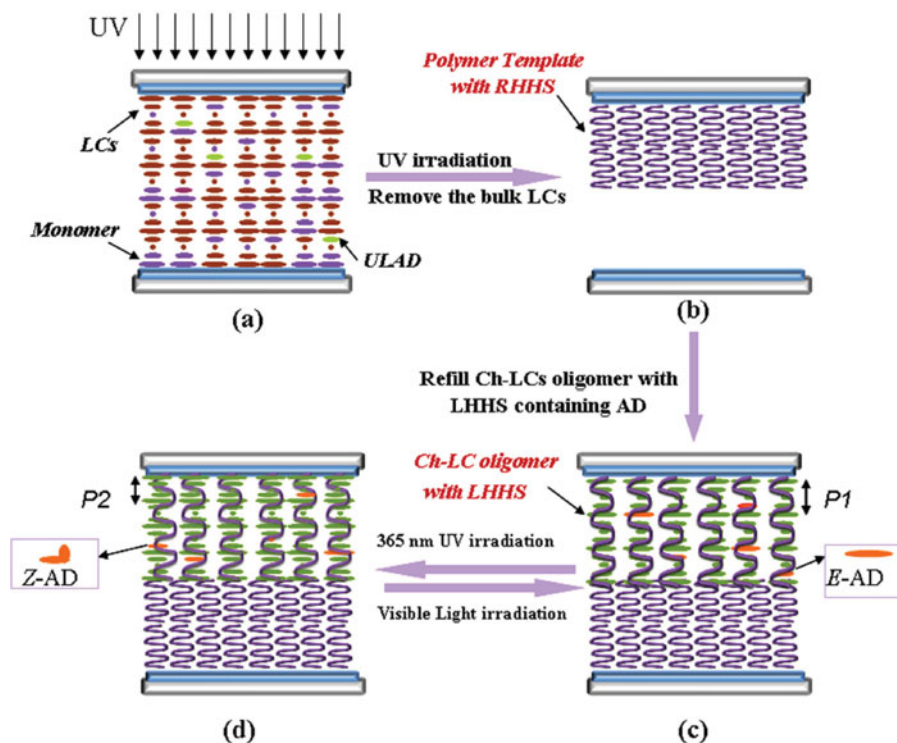 UV
LCs
Monomer
ULAD
(a)
UV irradiation
Remove the bulk LCs
Polymer Template
with RHHS
(b)
Refill Ch-LCs oligomer with
LHHS containing AD
P2
Z-AD
(d)
365 nm UV irradiation
Visible Light irradiation
Ch-LC oligomer
with LHHS
P1
E-AD
(c)